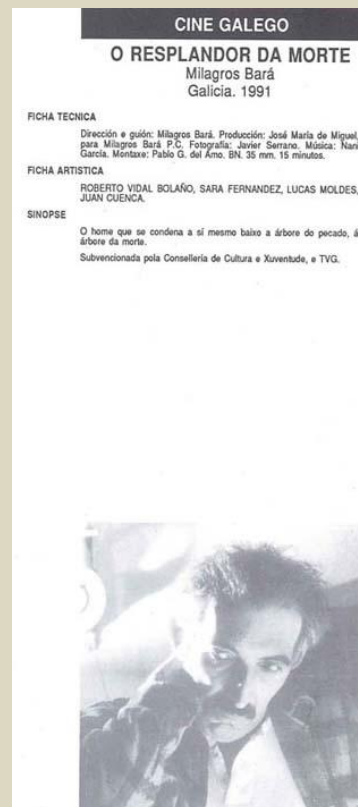 CINE GALEGO
O RESPLANDOR DA MORTE
Milagros Bará
Galicia. 1991
FICHA TECNICA
Dirección e guión: Milagros Bará. Producción: José María de Miguel,
para Milagros Bará P.C. Fotografía: Javier Serrano. Música: Nani
García. Montaxe: Pablo G. del Amo. BN. 35 mm. 15 minutos.
FICHA ARTISTICA
ROBERTO VIDAL BOLAÑO, SARA FERNANDEZ, LUCAS MOLDES,
JUAN CUENCA.
SINOPSE
O home que se condena a sí mesmo baixo a árbore do pecado, á
árbore da morte.
Subvencionada pola Conselleria de Cultura e Xuventude, e TVG.